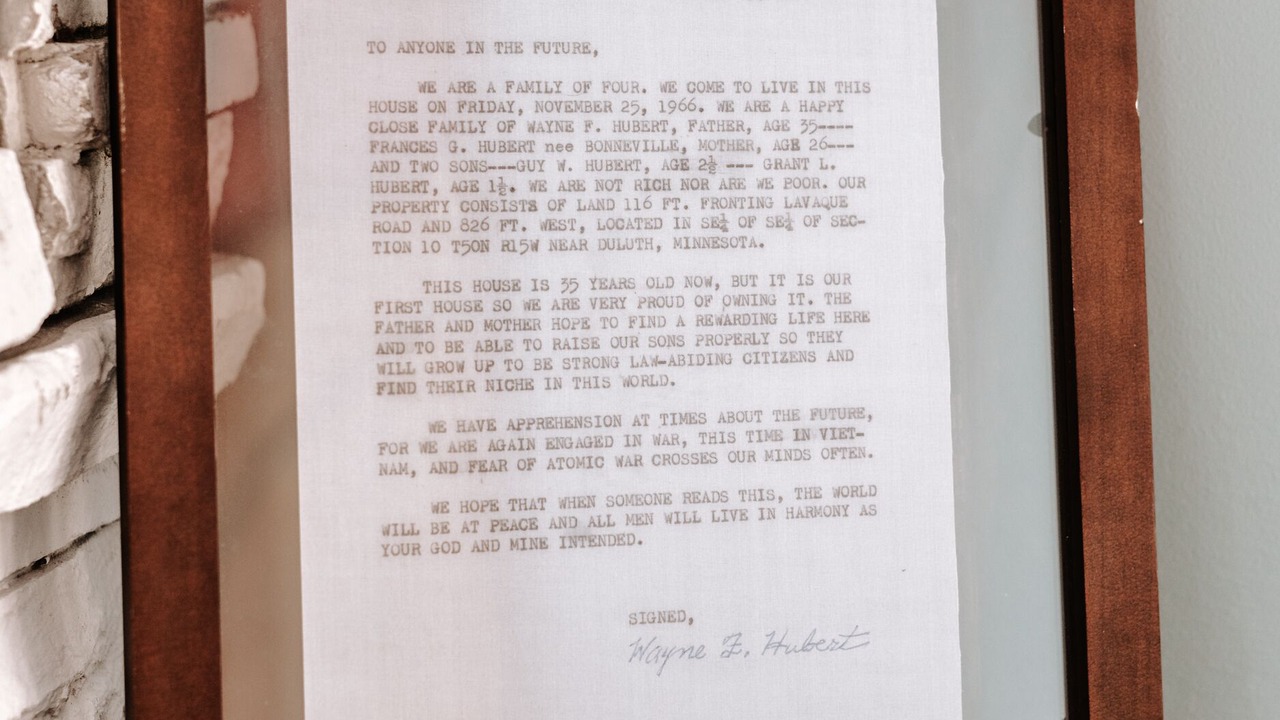 TO ANYONE IN THE FUTURE,
WE ARE A FAMILY OF FOUR. WE COME TO LIVE IN THIS
HOUSE ON FRIDAY, NOVEMBER 25, 1966. WE ARE A HAPPY
CLOSE FAMILY OF WAYNE F. HUBERT, FATHER, AGE 35----
FRANCES G. HUBERT nee BONNEVILLE, MOTHER, AGE 26---
AND TWO SONS---GUY W. HUBERT, AGE 2½ --- GRANT L.
HUBERT, AGE 1½. WE ARE NOT RICH NOR ARE WE POOR. OUR
PROPERTY CONSISTS OF LAND 116 FT. FRONTING LAVAQUE
ROAD AND 826 FT. WEST, LOCATED IN SE¼ OF SE¼ OF SEC-
TION 10 T50N R15W NEAR DULUTH, MINNESOTA.
THIS HOUSE IS 35 YEARS OLD NOW, BUT IT IS OUR
FIRST HOUSE SO WE ARE VERY PROUD OF OWNING IT. THE
FATHER AND MOTHER HOPE TO FIND A REWARDING LIFE HERE
AND TO BE ABLE TO RAISE OUR SONS PROPERLY SO THEY
WILL GROW UP TO BE STRONG LAW-ABIDING CITIZENS AND
FIND THEIR NICHE IN THIS WORLD.
WE HAVE APPREHENSION AT TIMES ABOUT THE FUTURE,
FOR WE ARE AGAIN ENGAGED IN WAR, THIS TIME IN VIET-
NAM, AND FEAR OF ATOMIC WAR CROSSES OUR MINDS OFTEN.
WE HOPE THAT WHEN SOMEONE READS THIS, THE WORLD
WILL BE AT PEACE AND ALL MEN WILL LIVE IN HARMONY AS
YOUR GOD AND MINE INTENDED.
SIGNED,
Wayne F. Hubert